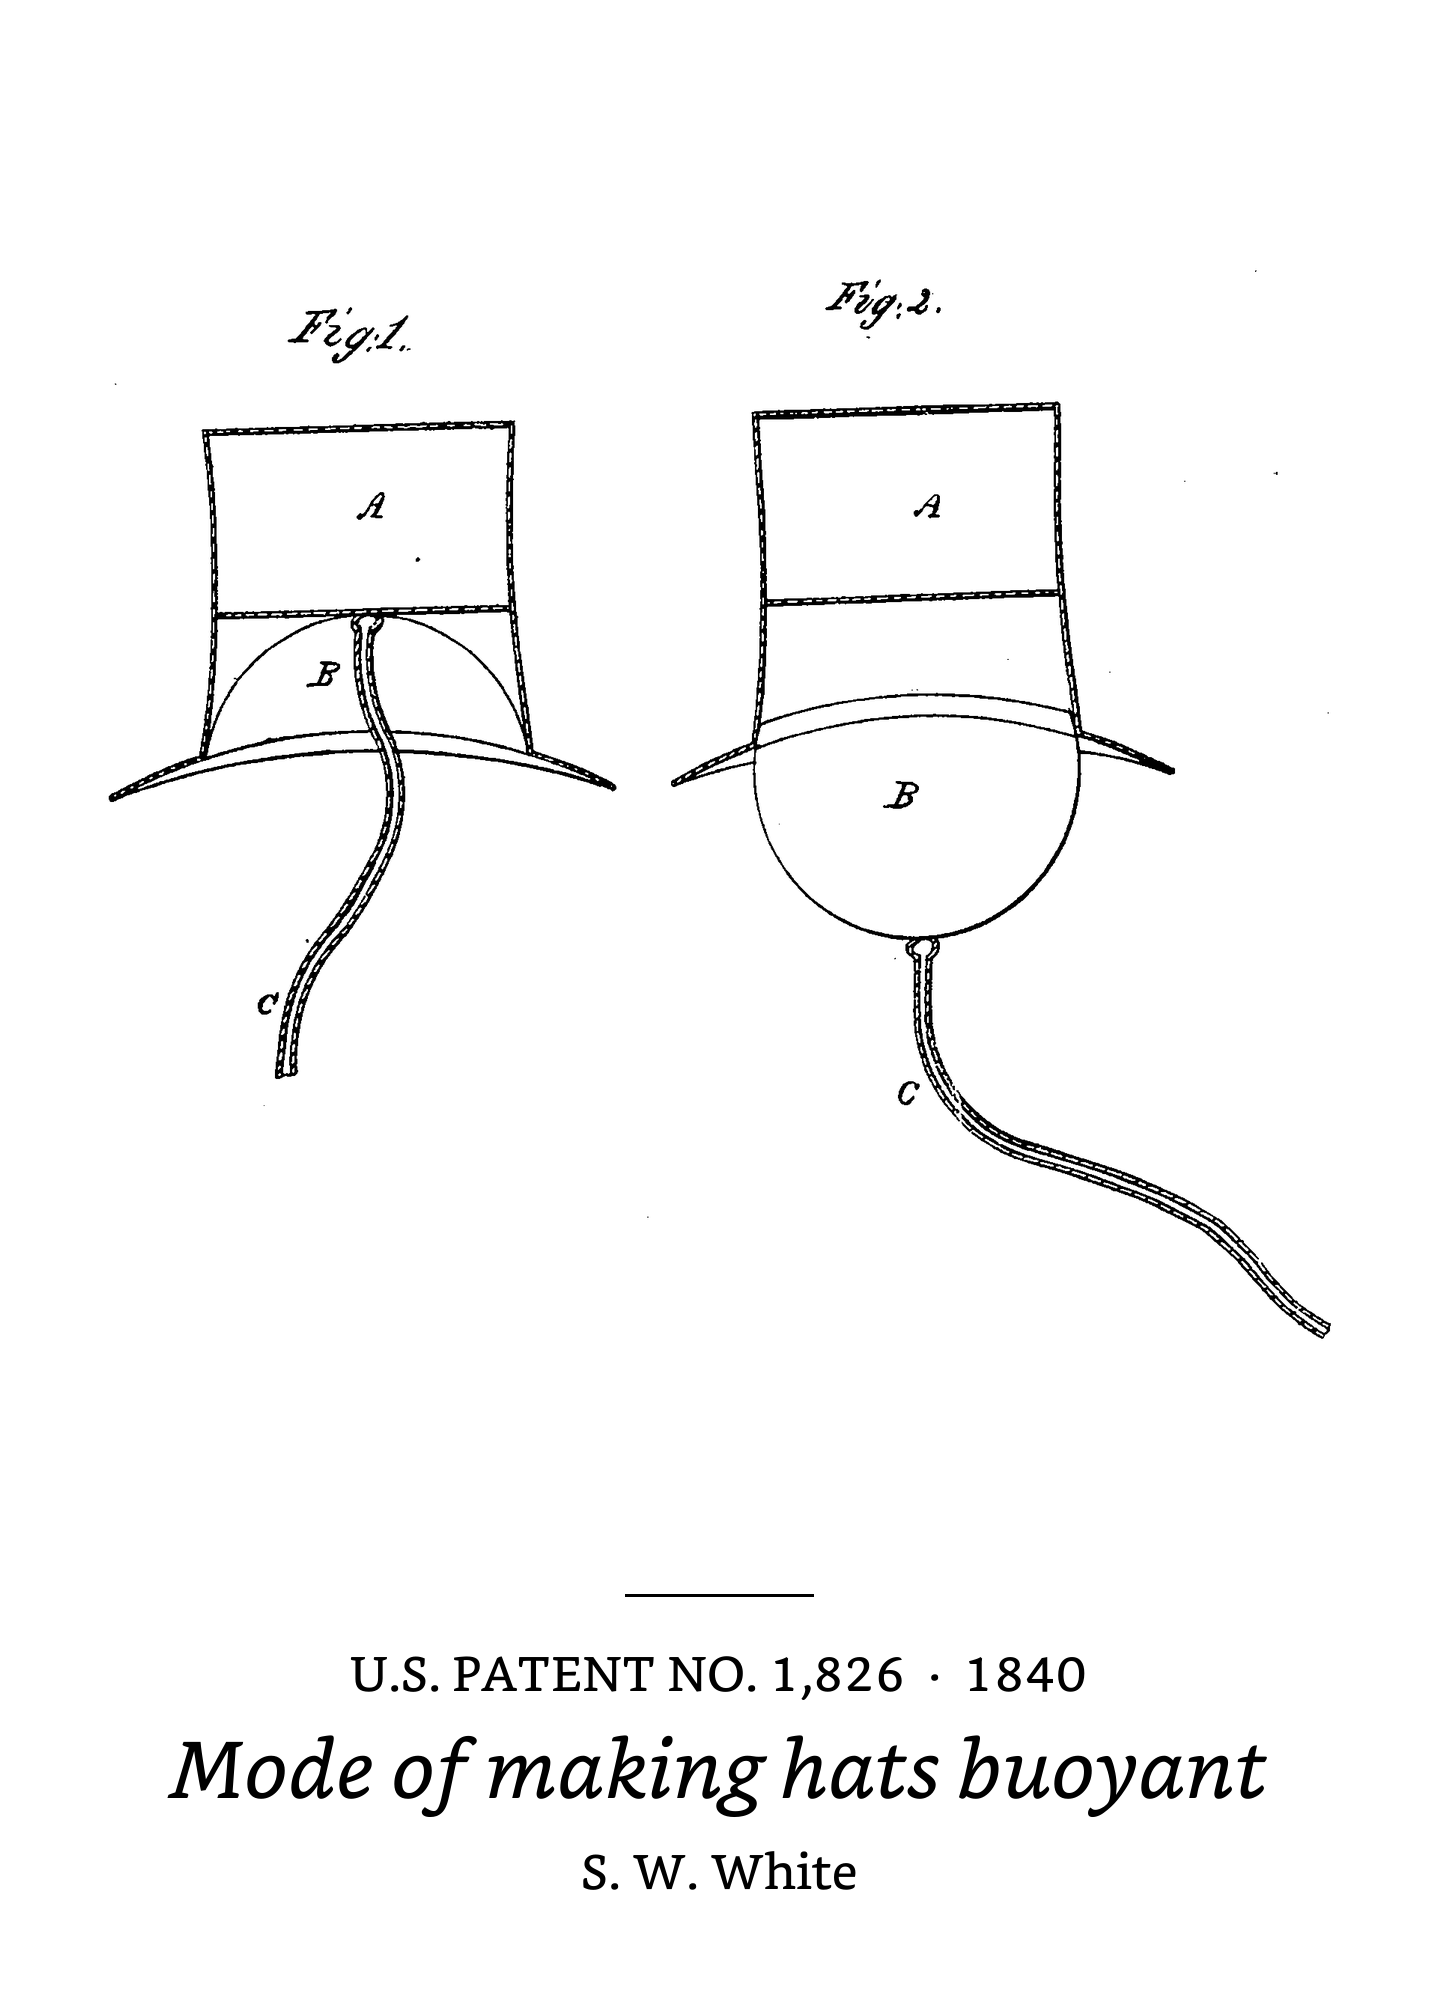 Fig. 1.
Fig. 2.
A
A
B
B
C
C
U.S. PATENT NO. 1,826 · 1840
Mode of making hats buoyant
S. W. White